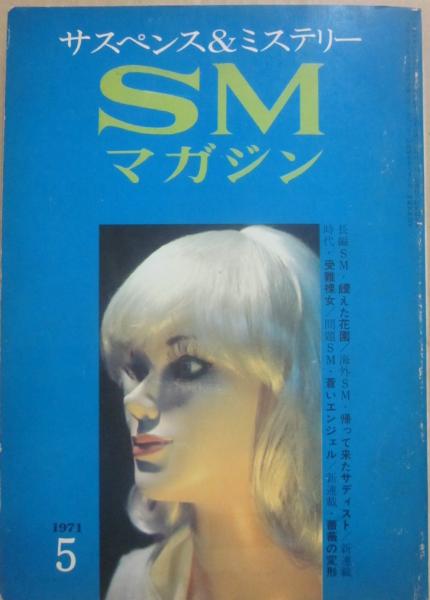 サスペンス&ミステリー
SM
マガジン
長編SM・饐えた花園／海外SM・帰って来たサディスト／新連載
時代・受難裸女／問題SM・蒼いエンジェル／新連載・薔薇の変形
1971
5